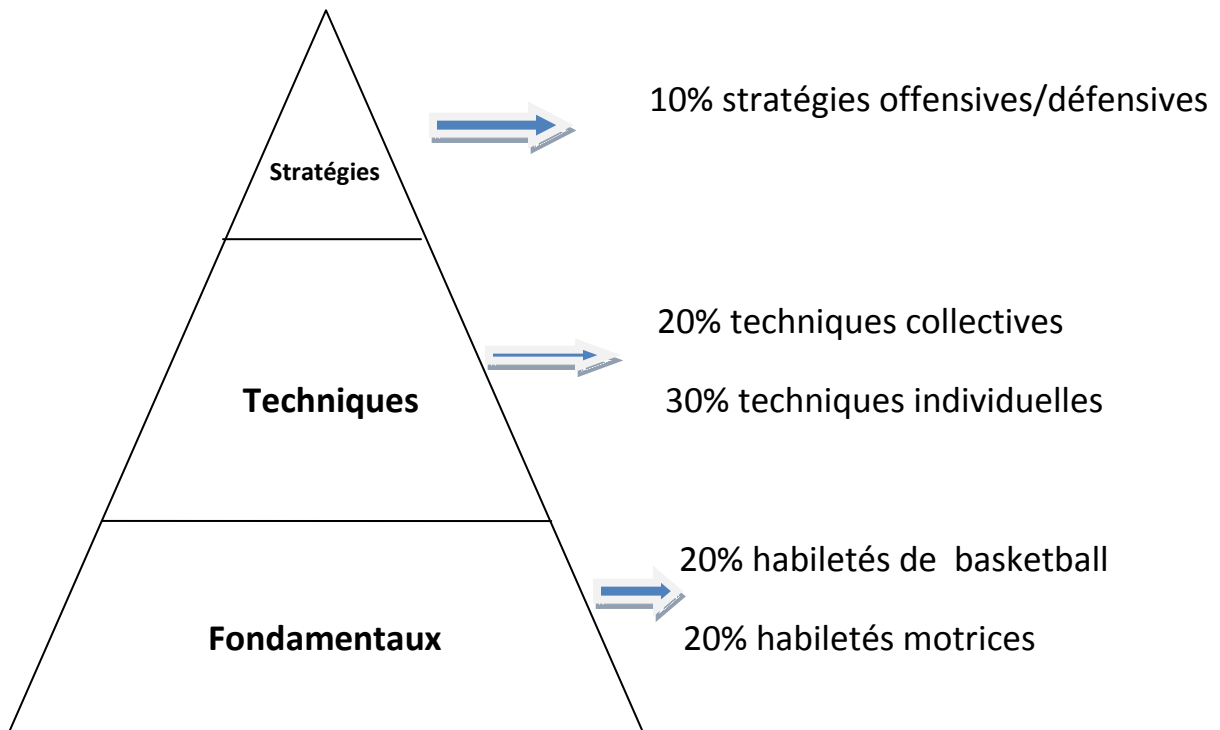 10% stratégies offensives/défensives
Stratégies
20% techniques collectives
Techniques
30% techniques individuelles
20% habiletés de  basketball
Fondamentaux
20% habiletés motrices